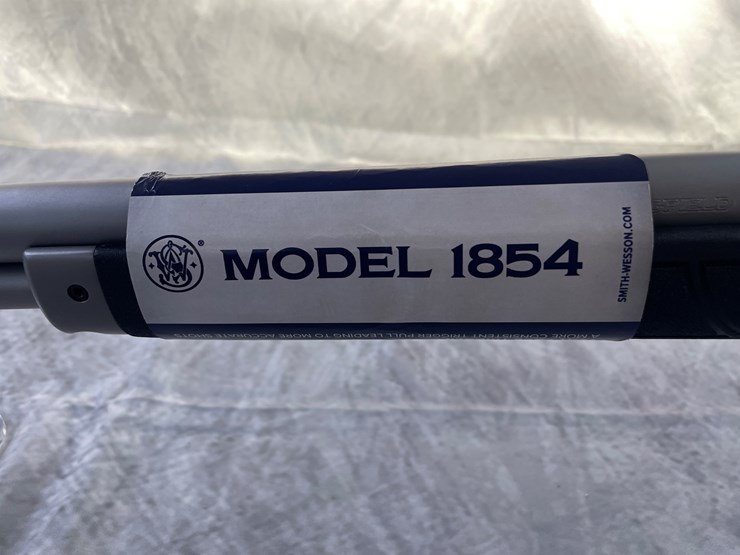 ® MODEL 1854
SMITH-WESSON.COM
A MORE CONSISTENT TRIGGER PULL LEADING TO MORE ACCURATE SHOTS